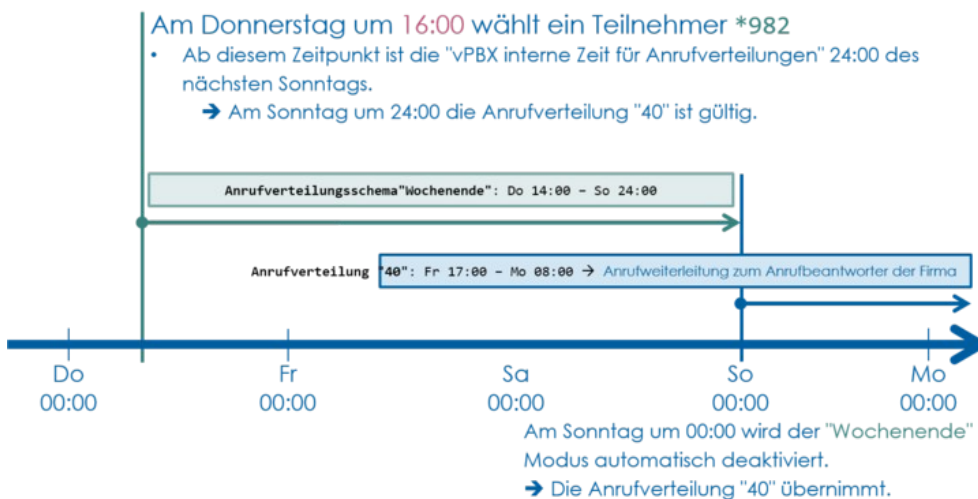 Am Donnerstag um 16:00 wählt ein Teilnehmer *982
• Ab diesem Zeitpunkt ist die "vPBX interne Zeit für Anrufverteilungen" 24:00 des
nächsten Sonntags.
➔ Am Sonntag um 24:00 die Anrufverteilung "40" ist gültig.
Anrufverteilungsschema"Wochenende": Do 14:00 – So 24:00
Anrufverteilung "40": Fr 17:00 – Mo 08:00 ➔ Anrufweiterleitung zum Anrufbeantworter der Firma
Do Fr Sa So Mo
00:00 00:00 00:00 00:00 00:00
Am Sonntag um 00:00 wird der "Wochenende"
Modus automatisch deaktiviert.
➔ Die Anrufverteilung "40" übernimmt.